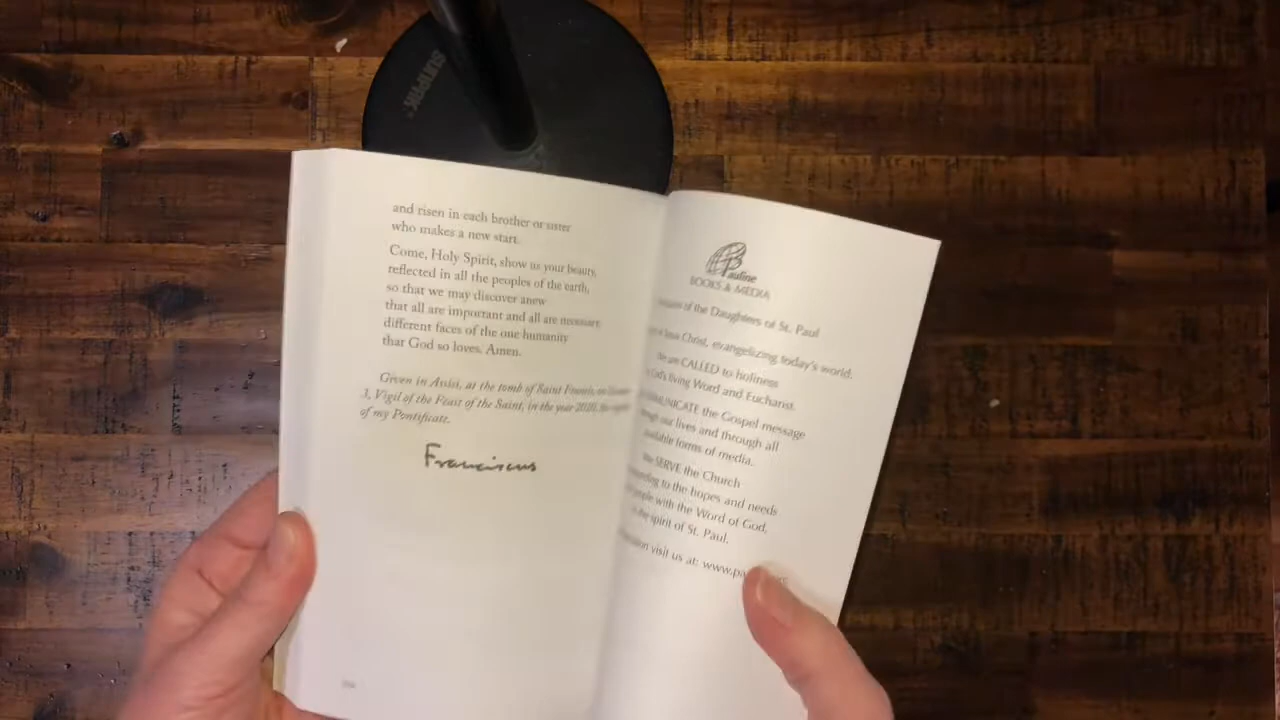 SUNPAK
and risen in each brother or sister
who makes a new start.
Come, Holy Spirit, show us your beauty,
reflected in all the peoples of the earth,
so that we may discover anew
that all are important and all are necessary,
different faces of the one humanity
that God so loves. Amen.
Given in Assisi, at the tomb of Saint Francis, on
3, Vigil of the Feast of the Saint, in the year 2020, the
of my Pontificate.
Franciscus
Pauline
BOOKS & MEDIA
of the Daughters of St. Paul
Christ, evangelizing today's world.
We are CALLED to holiness
living Word and Eucharist
the Gospel message
our lives and through all
available forms of media.
We SERVE the Church
to the hopes and needs
people with the Word of God,
the spirit of St. Paul.
visit us at: